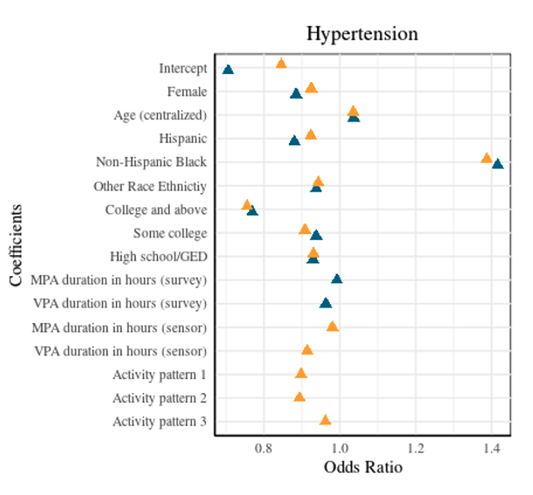 Hypertension
Intercept
Female
Age (centralized)
Hispanic
Non-Hispanic Black
Other Race Ethnictiy
College and above
Some college
High school/GED
MPA duration in hours (survey)
VPA duration in hours (survey)
MPA duration in hours (sensor)
VPA duration in hours (sensor)
Activity pattern 1
Activity pattern 2
Activity pattern 3
Coefficients
0.8 1.0 1.2 1.4
Odds Ratio